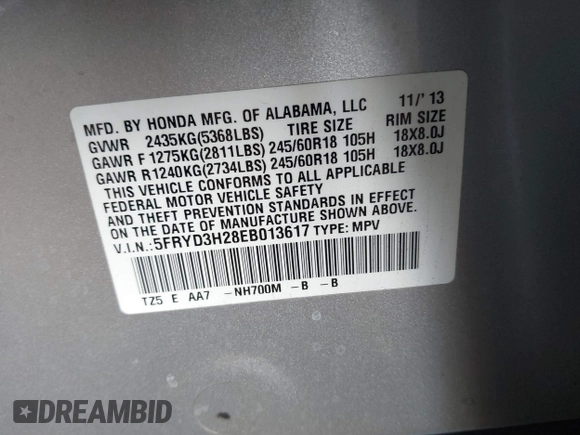 MFD. BY HONDA MFG. OF ALABAMA, LLC 11/'13
GVWR 2435KG(5368LBS) TIRE SIZE RIM SIZE
GAWR F 1275KG(2811LBS) 245/60R18 105H 18X8.0J
GAWR R1240KG(2734LBS) 245/60R18 105H 18X8.0J
THIS VEHICLE CONFORMS TO ALL APPLICABLE
FEDERAL MOTOR VEHICLE SAFETY
AND THEFT PREVENTION STANDARDS IN EFFECT
ON THE DATE OF MANUFACTURE SHOWN ABOVE.
V.I.N.:5FRYD3H28EB013617 TYPE: MPV
TZ5 E AA7 -NH700M -B -B
DREAMBID